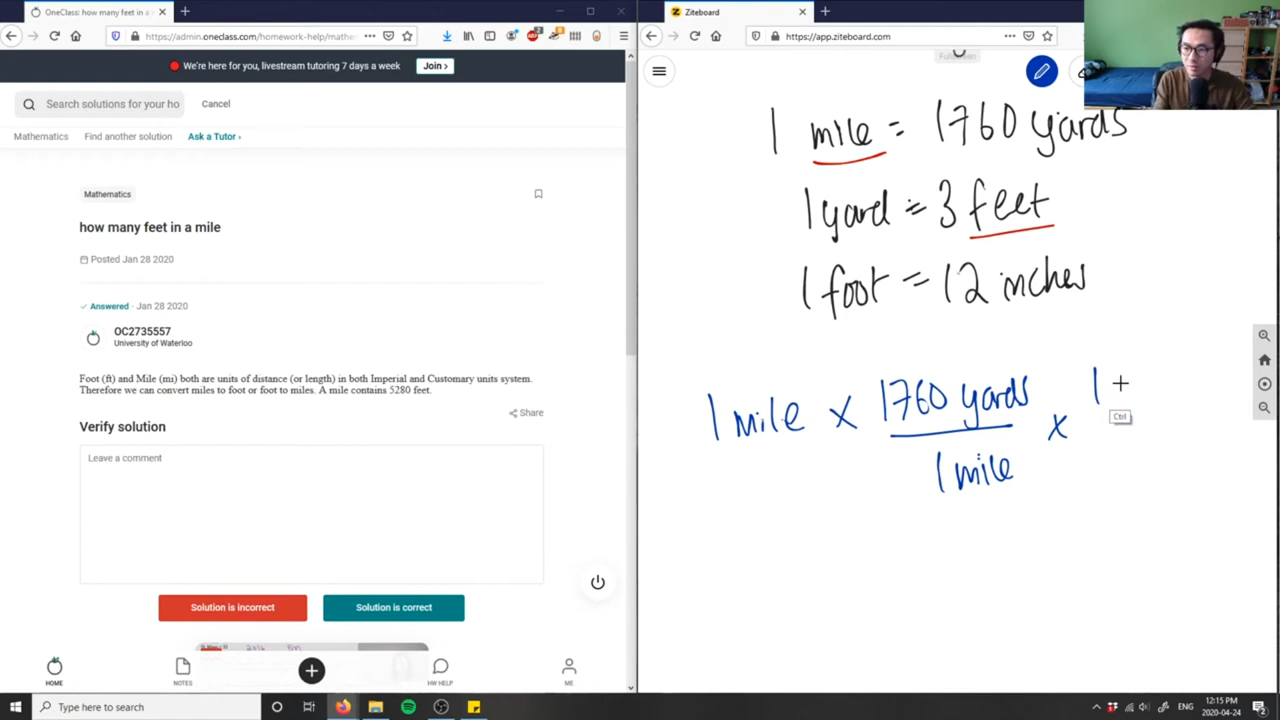 OneClass: how many feet in a
Ziteboard
https://admin.oneclass.com/homework-help/mathe
https://app.ziteboard.com
We're here for you, livestream tutoring 7 days a week
Join ›
Search solutions for your ho
Cancel
Mathematics
Find another solution
Ask a Tutor ›
Mathematics
how many feet in a mile
Posted Jan 28 2020
Answered · Jan 28 2020
OC2735557
University of Waterloo
Foot (ft) and Mile (mi) both are units of distance (or length) in both Imperial and Customary units system.
Therefore we can convert miles to foot or foot to miles. A mile contains 5280 feet.
Share
Verify solution
Leave a comment
Solution is incorrect
Solution is correct
HOME
NOTES
HW HELP
ME
1 mile = 1760 yards
1 yard = 3 feet
1 foot = 12 inches
1 mile x 1760 yards x 1
1 mile
Ctrl
Type here to search
ENG
12:15 PM
2020-04-24
2